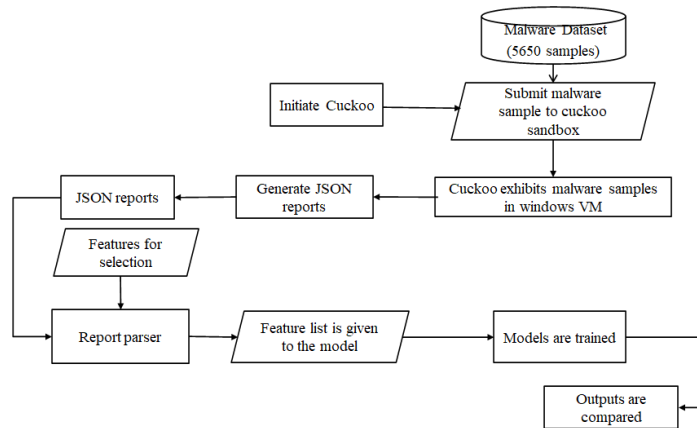 Malware Dataset
(5650 samples)
Initiate Cuckoo
Submit malware
sample to cuckoo
sandbox
Cuckoo exhibits malware samples
in windows VM
Generate JSON
reports
JSON reports
Features for
selection
Report parser
Feature list is given
to the model
Models are trained
Outputs are
compared